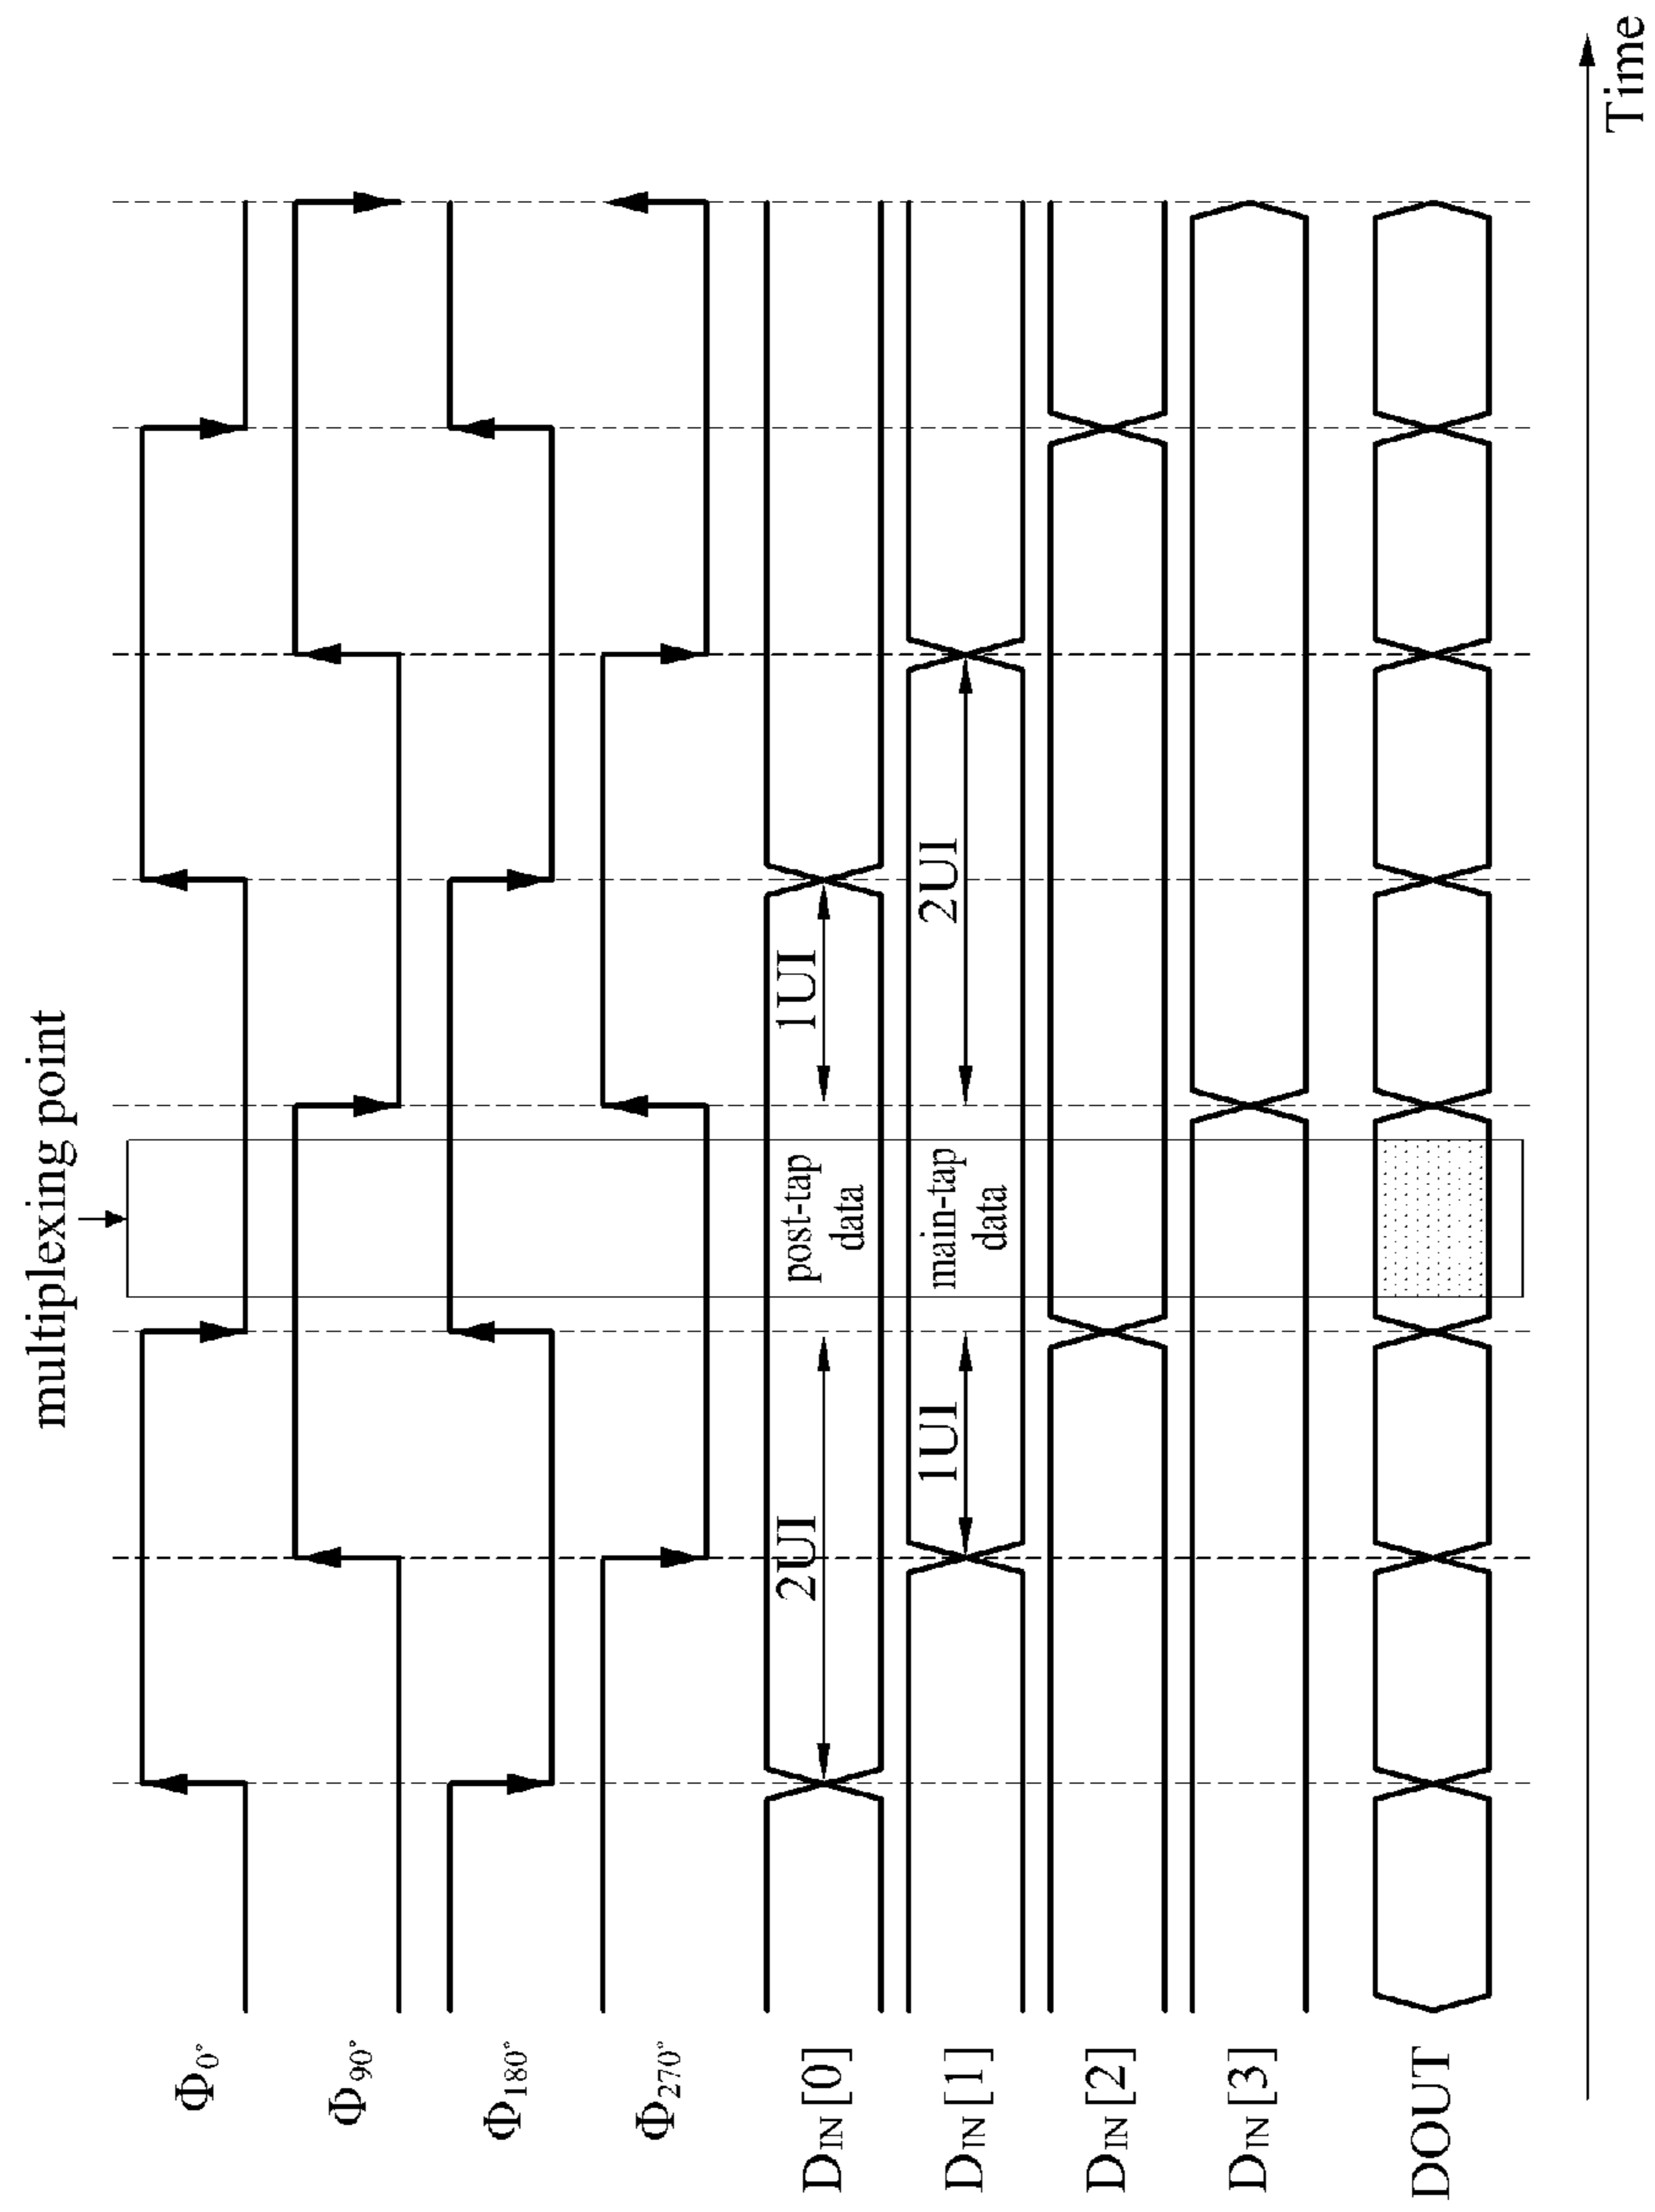 multiplexing point
Φ0°
Φ90°
Φ180°
Φ270°
DIN [0]
2UI
post-tap
data
1UI
DIN [1]
1UI
main-tap
data
2UI
DIN [2]
DIN [3]
DOUT
Time